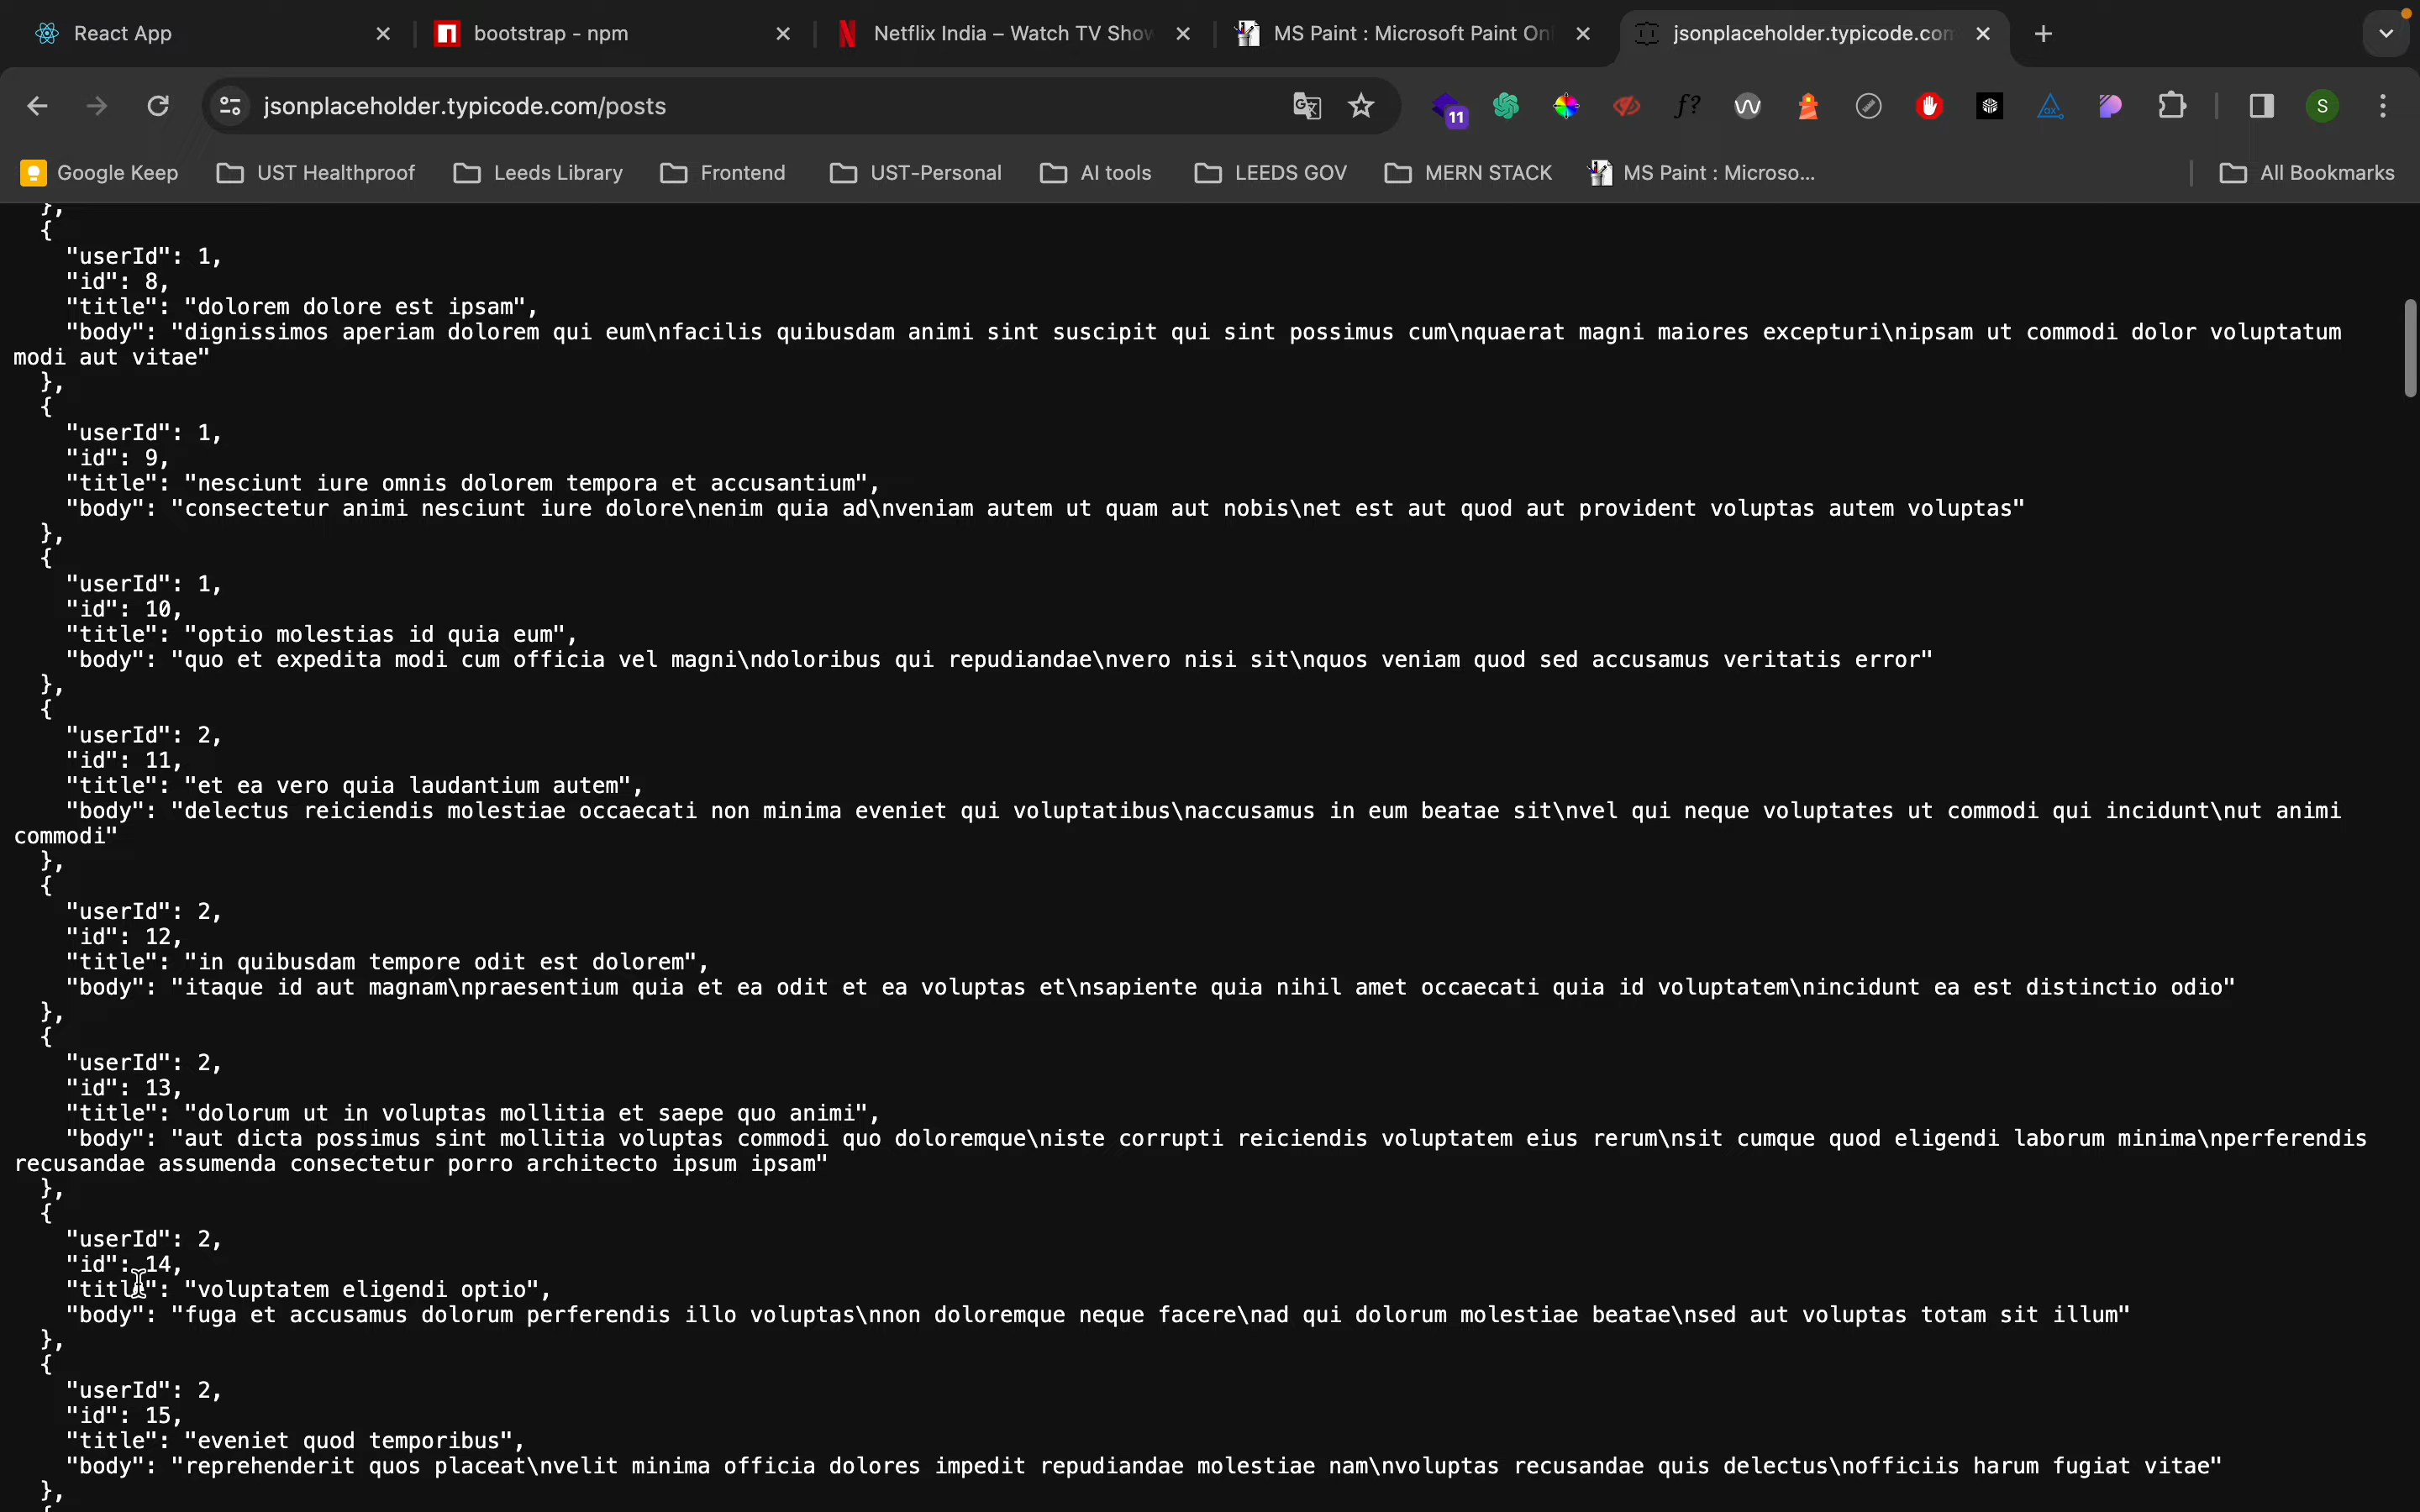 React App
bootstrap - npm
Netflix India – Watch TV Show
MS Paint : Microsoft Paint Onl
jsonplaceholder.typicode.com
jsonplaceholder.typicode.com/posts
11
f?
S
Google Keep
UST Healthproof
Leeds Library
Frontend
UST-Personal
AI tools
LEEDS GOV
MERN STACK
MS Paint : Microso...
All Bookmarks
},
{
"userId": 1,
"id": 8,
"title": "dolorem dolore est ipsam",
"body": "dignissimos aperiam dolorem qui eum\nfacilis quibusdam animi sint suscipit qui sint possimus cum\nquaerat magni maiores excepturi\nipsam ut commodi dolor voluptatum
modi aut vitae"
},
{
"userId": 1,
"id": 9,
"title": "nesciunt iure omnis dolorem tempora et accusantium",
"body": "consectetur animi nesciunt iure dolore\nenim quia ad\nveniam autem ut quam aut nobis\net est aut quod aut provident voluptas autem voluptas"
},
{
"userId": 1,
"id": 10,
"title": "optio molestias id quia eum",
"body": "quo et expedita modi cum officia vel magni\ndoloribus qui repudiandae\nvero nisi sit\nquos veniam quod sed accusamus veritatis error"
},
{
"userId": 2,
"id": 11,
"title": "et ea vero quia laudantium autem",
"body": "delectus reiciendis molestiae occaecati non minima eveniet qui voluptatibus\naccusamus in eum beatae sit\nvel qui neque voluptates ut commodi qui incidunt\nut animi
commodi"
},
{
"userId": 2,
"id": 12,
"title": "in quibusdam tempore odit est dolorem",
"body": "itaque id aut magnam\npraesentium quia et ea odit et ea voluptas et\nsapiente quia nihil amet occaecati quia id voluptatem\nincidunt ea est distinctio odio"
},
{
"userId": 2,
"id": 13,
"title": "dolorum ut in voluptas mollitia et saepe quo animi",
"body": "aut dicta possimus sint mollitia voluptas commodi quo doloremque\niste corrupti reiciendis voluptatem eius rerum\nsit cumque quod eligendi laborum minima\nperferendis
recusandae assumenda consectetur porro architecto ipsum ipsam"
},
{
"userId": 2,
"id": 14,
"title": "voluptatem eligendi optio",
"body": "fuga et accusamus dolorum perferendis illo voluptas\nnon doloremque neque facere\nad qui dolorum molestiae beatae\nsed aut voluptas totam sit illum"
},
{
"userId": 2,
"id": 15,
"title": "eveniet quod temporibus",
"body": "reprehenderit quos placeat\nvelit minima officia dolores impedit repudiandae molestiae nam\nvoluptas recusandae quis delectus\nofficiis harum fugiat vitae"
},
{